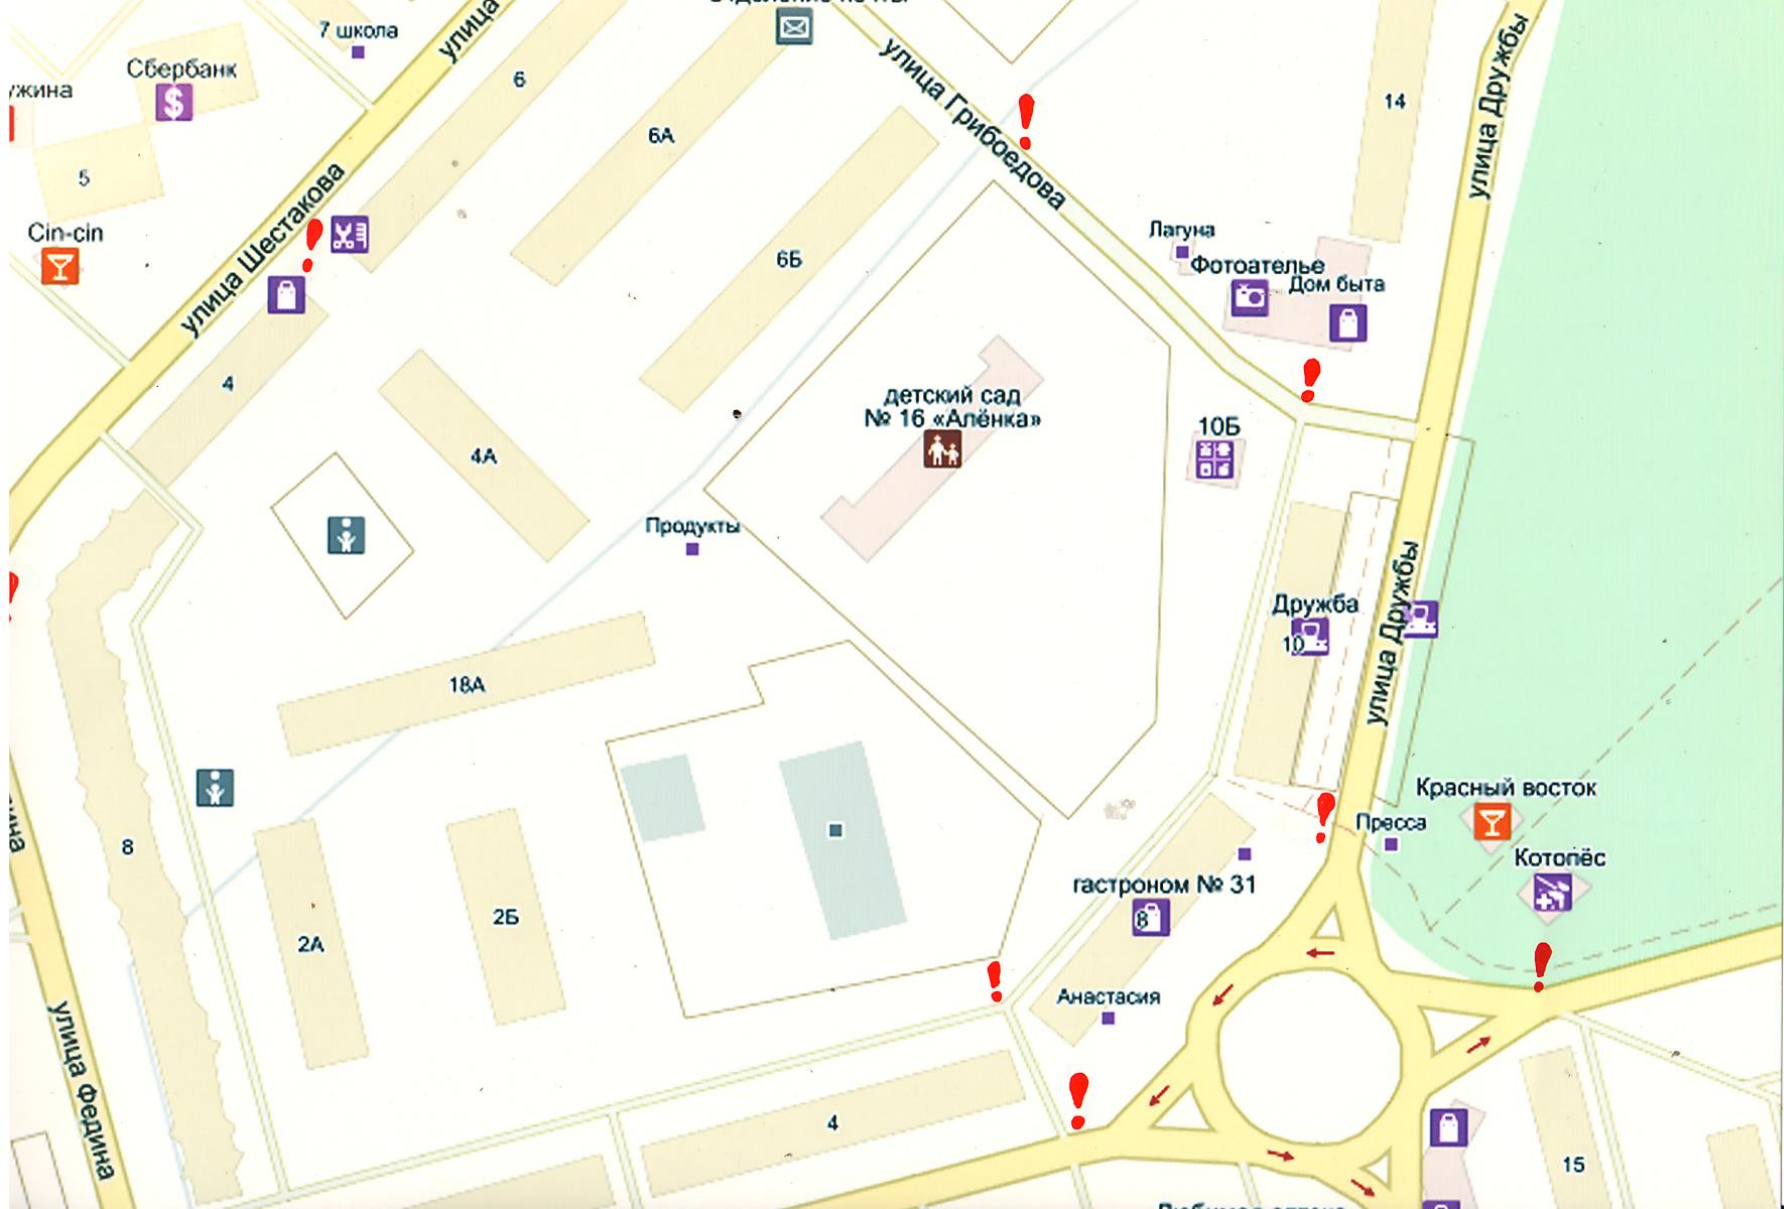 7 школа
улица
6
Сбербанк
5
Cin-cin
улица Шестакова
4
6А
6Б
улица Грибоедова
14
улица Дружбы
Лагуна
Фотоателье
Дом быта
детский сад
№ 16 «Алёнка»
10Б
4А
Продукты
Дружба
10
улица Дружбы
18А
Красный восток
Пресса
Котопёс
8
гастроном № 31
8
2А
2Б
Анастасия
улица Федина
4
15